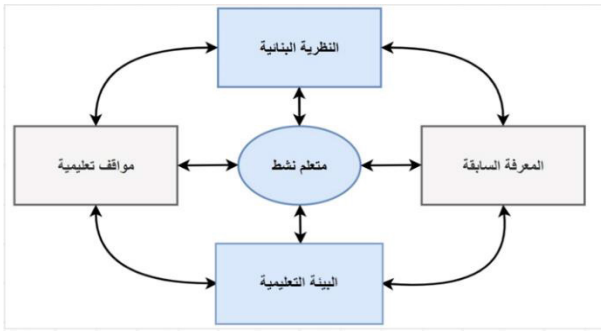 النظرية البنائية
المعرفة السابقة
متعلم نشط
مواقف تعليمية
البيئة التعليمية